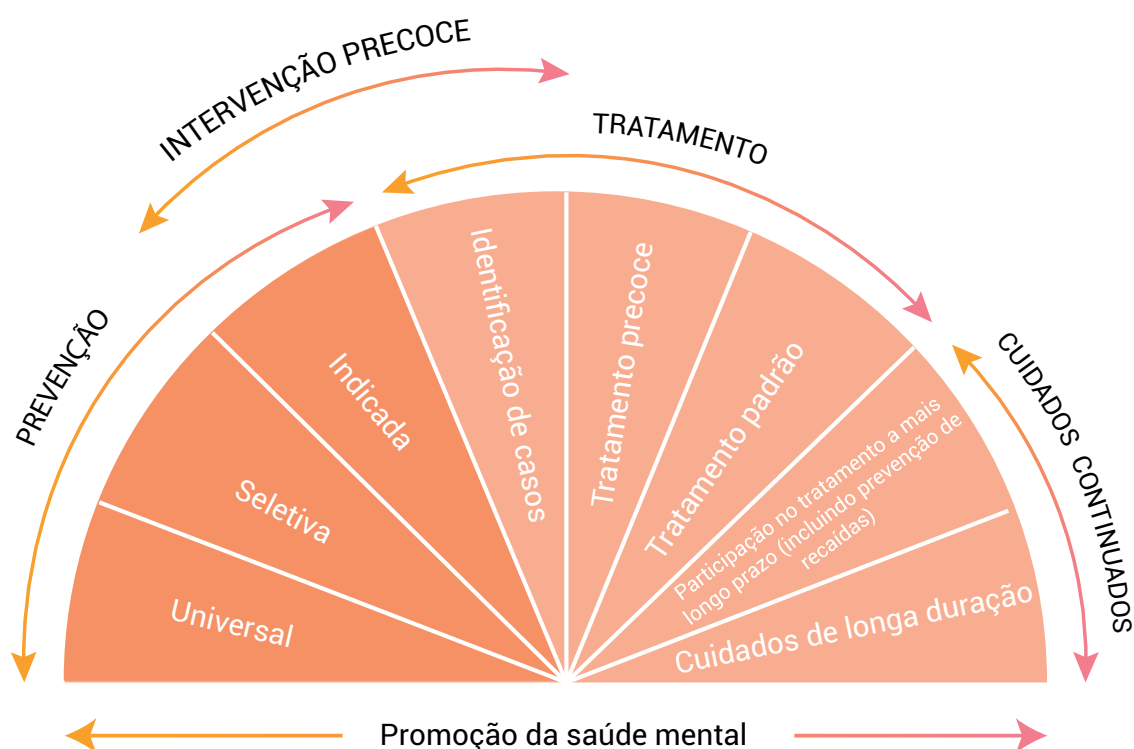 INTERVENÇÃO PRECOCE
TRATAMENTO
PREVENÇÃO
CUIDADOS CONTINUADOS
Universal
Seletiva
Indicada
Identificação de casos
Tratamento precoce
Tratamento padrão
Participação no tratamento a mais
longo prazo (incluindo prevenção de
recaídas)
Cuidados de longa duração
Promoção da saúde mental